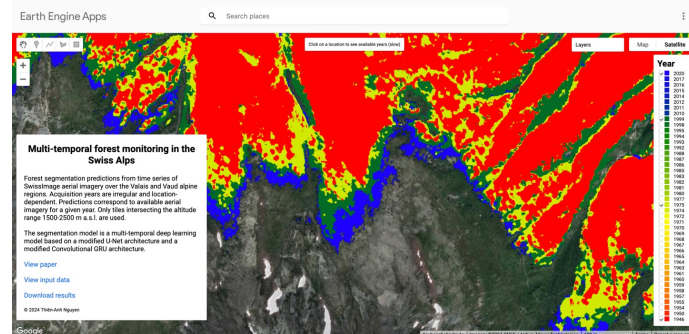 Earth Engine Apps
Search places
Click on a location to see available years (slow)
Layers
Map
Satellite
Multi-temporal forest monitoring in the
Swiss Alps
Forest segmentation predictions from time series of
SwissImage aerial imagery over the Valais and Vaud alpine
regions. Acquisition years are irregular and location-
dependent. Predictions correspond to available aerial
imagery for a given year. Only tiles intersecting the altitude
range 1500-2500 m a.s.l. are used.
The segmentation model is a multi-temporal deep learning
model based on a modified U-Net architecture and a
modified Convolutional GRU architecture.
View paper
View input data
Download results
© 2024 Thiên-Anh Nguyen
Google
Year
2020
2017
2016
2015
2014
2012
2011
2010
1999
1998
1995
1994
1993
1992
1991
1990
1988
1987
1986
1985
1983
1982
1981
1980
1977
1975
1974
1972
1971
1970
1969
1968
1967
1966
1965
1964
1963
1961
1960
1959
1958
1957
1955
1954
1950
1946